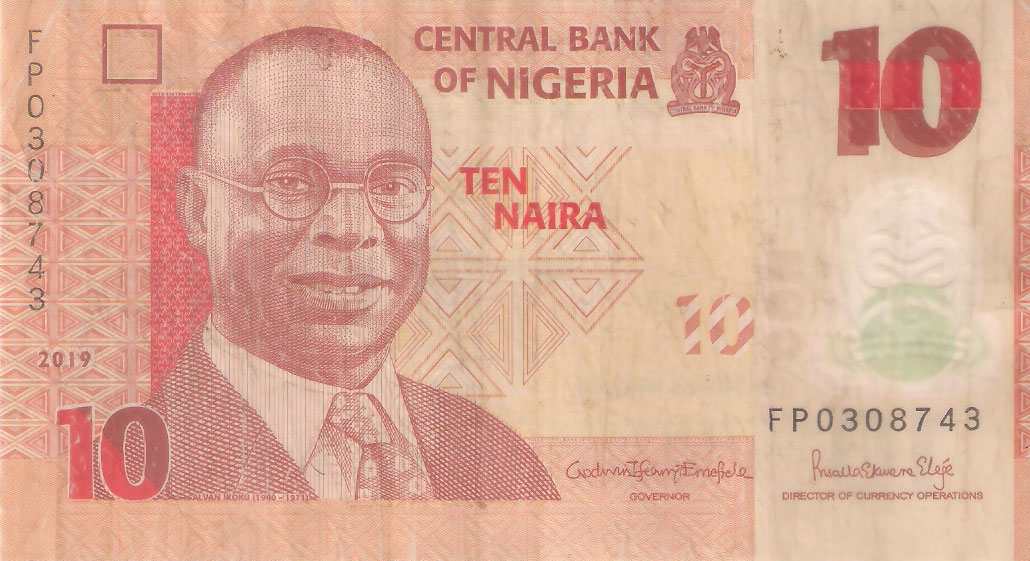 FP0308743
CENTRAL BANK
OF NIGERIA
CENTRAL BANK OF NIGERIA
10
TEN
NAIRA
10
2019
10
FP0308743
Godwin Ifeanyi Emefiele
GOVERNOR
Priscilla Ekwere Eleje
DIRECTOR OF CURRENCY OPERATIONS
ALVAN IKOKU (1900 - 1971)